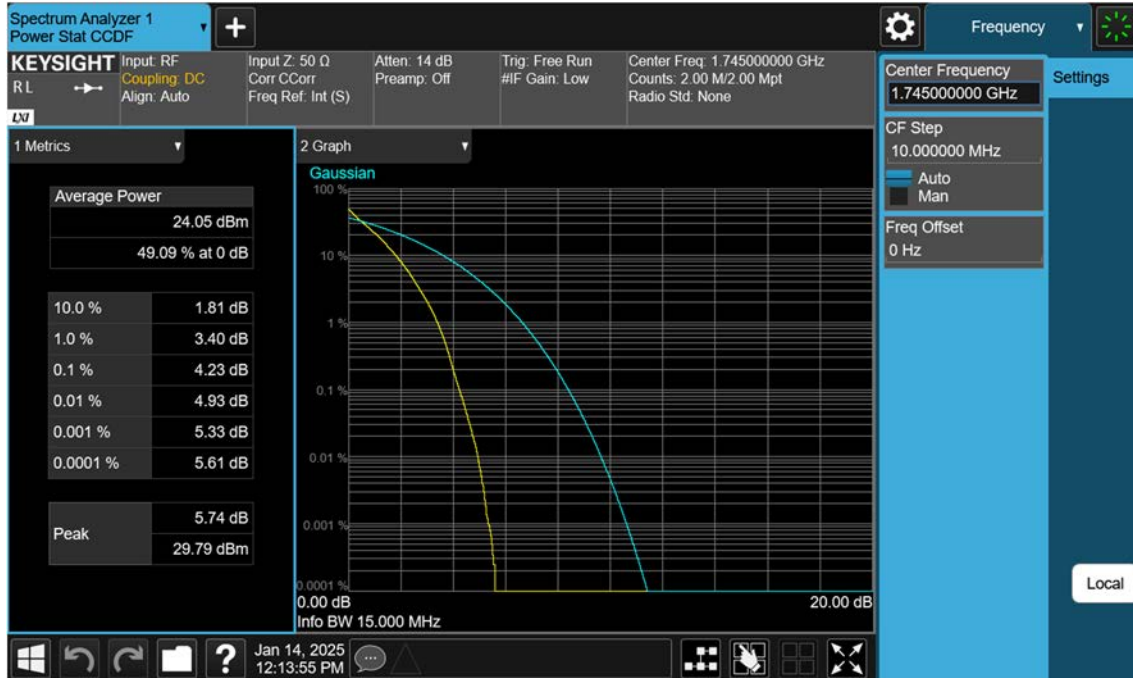 Spectrum Analyzer 1
Power Stat CCDF
Frequency
KEYSIGHT
R L
LXI
Input: RF
Coupling: DC
Align: Auto
Input Z: 50 Ω
Corr CCorr
Freq Ref: Int (S)
Atten: 14 dB
Preamp: Off
Trig: Free Run
#IF Gain: Low
Center Freq: 1.745000000 GHz
Counts: 2.00 M/2.00 Mpt
Radio Std: None
Center Frequency
1.745000000 GHz
Settings
CF Step
10.000000 MHz
Auto
Man
Freq Offset
0 Hz
Local
1 Metrics
Average Power
24.05 dBm
49.09 % at 0 dB
10.0 % 1.81 dB
1.0 % 3.40 dB
0.1 % 4.23 dB
0.01 % 4.93 dB
0.001 % 5.33 dB
0.0001 % 5.61 dB
Peak 5.74 dB
29.79 dBm
2 Graph
Gaussian
100 %
10 %
1 %
0.1 %
0.01 %
0.001 %
0.0001 %
0.00 dB 20.00 dB
Info BW 15.000 MHz
Jan 14, 2025
12:13:55 PM